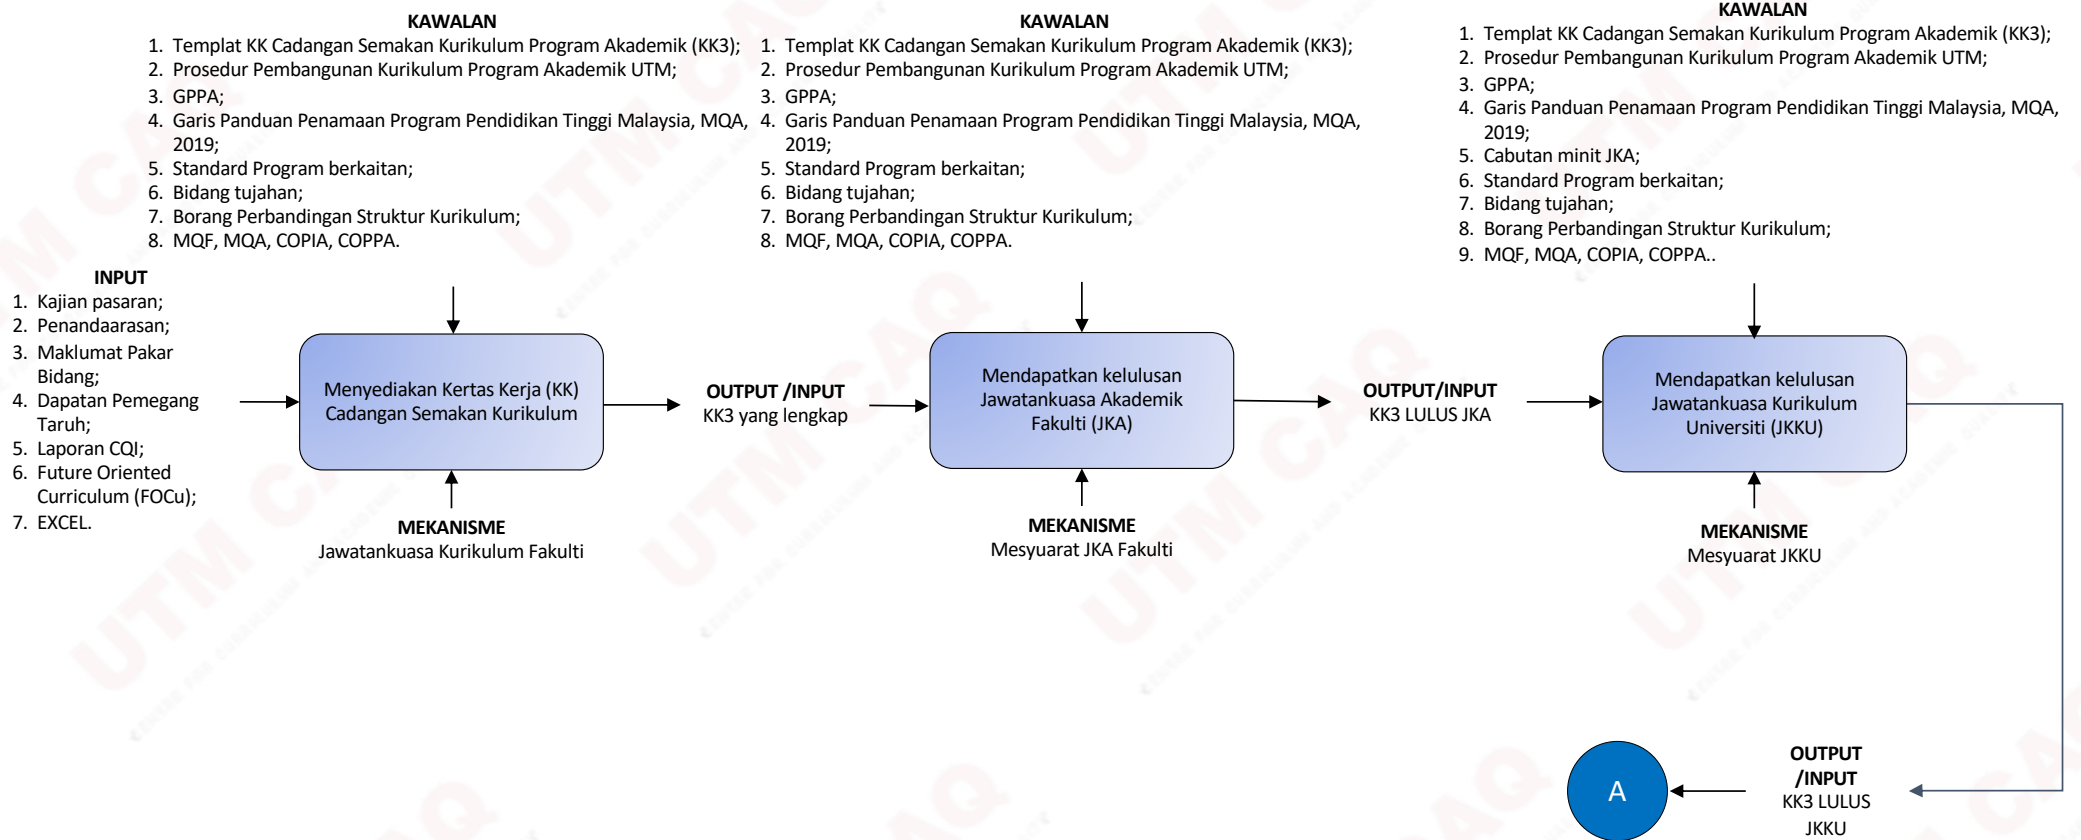 KAWALAN
1. Templat KK Cadangan Semakan Kurikulum Program Akademik (KK3);
2. Prosedur Pembangunan Kurikulum Program Akademik UTM;
3. GPPA;
4. Garis Panduan Penamaan Program Pendidikan Tinggi Malaysia, MQA,
2019;
5. Standard Program berkaitan;
6. Bidang tujahan;
7. Borang Perbandingan Struktur Kurikulum;
8. MQF, MQA, COPIA, COPPA.
KAWALAN
1. Templat KK Cadangan Semakan Kurikulum Program Akademik (KK3);
2. Prosedur Pembangunan Kurikulum Program Akademik UTM;
3. GPPA;
4. Garis Panduan Penamaan Program Pendidikan Tinggi Malaysia, MQA,
2019;
5. Standard Program berkaitan;
6. Bidang tujahan;
7. Borang Perbandingan Struktur Kurikulum;
8. MQF, MQA, COPIA, COPPA.
KAWALAN
1. Templat KK Cadangan Semakan Kurikulum Program Akademik (KK3);
2. Prosedur Pembangunan Kurikulum Program Akademik UTM;
3. GPPA;
4. Garis Panduan Penamaan Program Pendidikan Tinggi Malaysia, MQA,
2019;
5. Cabutan minit JKA;
6. Standard Program berkaitan;
7. Bidang tujahan;
8. Borang Perbandingan Struktur Kurikulum;
9. MQF, MQA, COPIA, COPPA..
INPUT
1. Kajian pasaran;
2. Penandaarasan;
3. Maklumat Pakar
Bidang;
4. Dapatan Pemegang
Taruh;
5. Laporan CQI;
6. Future Oriented
Curriculum (FOCu);
7. EXCEL.
Menyediakan Kertas Kerja (KK)
Cadangan Semakan Kurikulum
MEKANISME
Jawatankuasa Kurikulum Fakulti
OUTPUT /INPUT
KK3 yang lengkap
Mendapatkan kelulusan
Jawatankuasa Akademik
Fakulti (JKA)
MEKANISME
Mesyuarat JKA Fakulti
OUTPUT/INPUT
KK3 LULUS JKA
Mendapatkan kelulusan
Jawatankuasa Kurikulum
Universiti (JKKU)
MEKANISME
Mesyuarat JKKU
OUTPUT
/INPUT
KK3 LULUS
JKKU
A
UTM CAQ